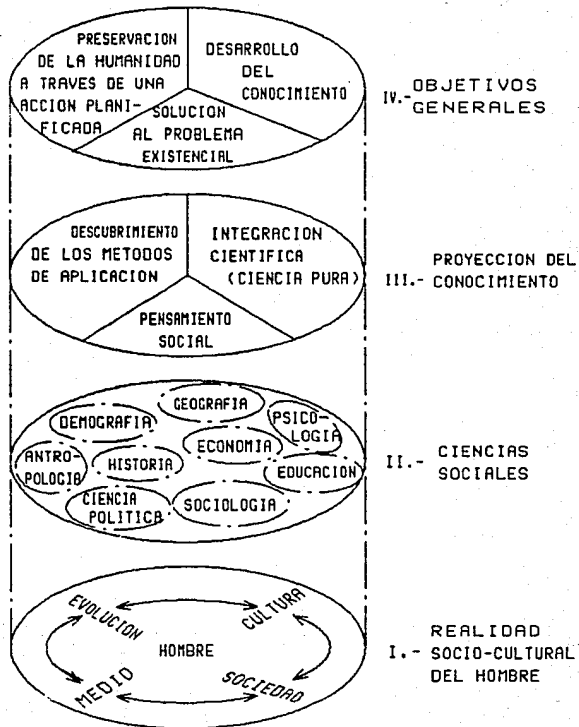 PRESERVACION
DE LA HUMANIDAD
A TRAVES DE UNA
ACCION PLANI-
FICADA
DESARROLLO
DEL
CONOCIMIENTO
SOLUCION
AL PROBLEMA
EXISTENCIAL
IV.- OBJETIVOS
GENERALES
DESCUBRIMIENTO
DE LOS METODOS
DE APLICACION
INTEGRACION
CIENTIFICA
(CIENCIA PURA)
PENSAMIENTO
SOCIAL
III.- PROYECCION DEL
CONOCIMIENTO
GEOGRAFIA
DEMOGRAFIA
PSICO-
LOGIA
ECONOMIA
ANTRO-
POLOGIA
HISTORIA
EDUCACION
CIENCIA
POLITICA
SOCIOLOGIA
II.- CIENCIAS
SOCIALES
EVOLUCION
CULTURA
HOMBRE
MEDIO
SOCIEDAD
I.- REALIDAD
SOCIO-CULTURAL
DEL HOMBRE